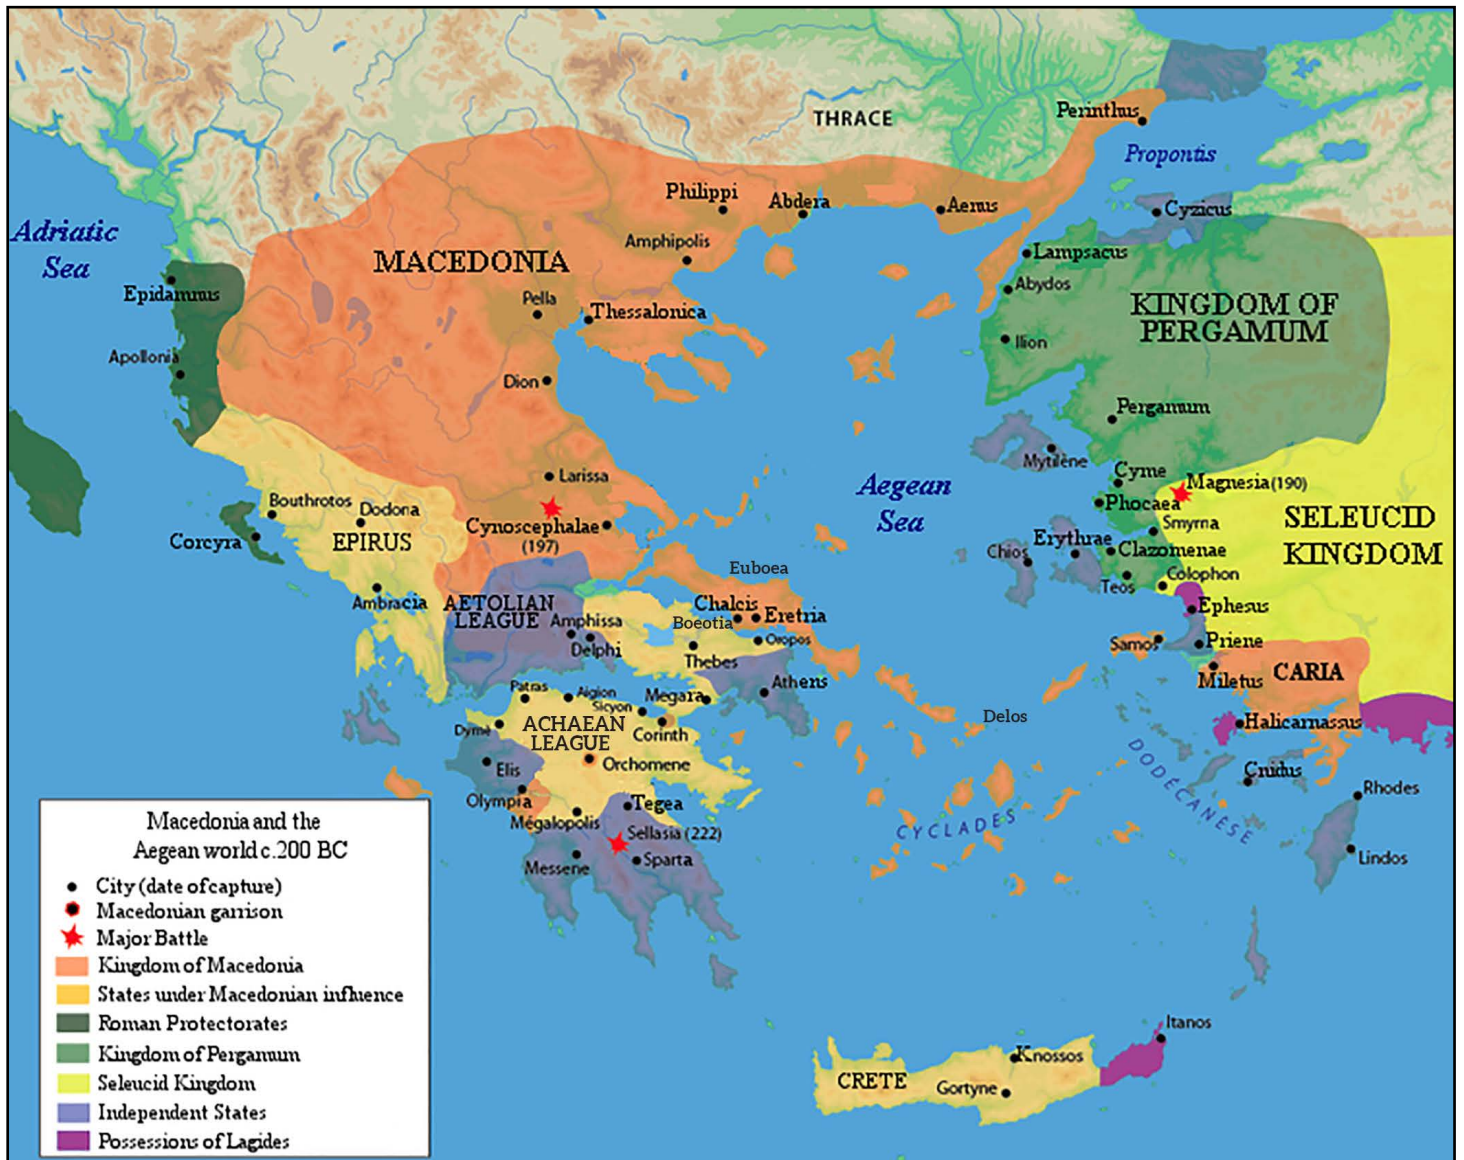 THRACE
Perinthus
Propontis
Philippi
Abdera
Aenus
Cyzicus
Adriatic
Sea
Amphipolis
MACEDONIA
Lampsacus
Epidamnus
Pella
Thessalonica
Abydos
KINGDOM OF
PERGAMUM
Apollonia
Ilion
Dion
Pergamum
Mytilène
Larissa
Cyme
Aegean
Sea
Magnesia (190)
Bouthrotos
Dodona
Phocaea
Cynoscephalae
(197)
Smyrna
SELEUCID
KINGDOM
Corcyra
EPIRUS
Erythrae
Chios
Clazomenae
Euboea
Colophon
Teos
Ambracia
AETOLIAN
LEAGUE
Chalcis
Eretria
Ephesus
Amphissa
Boeotia
Oropos
Delphi
Samos
Priene
Thebes
CARIA
Athens
Miletus
Patras
Aigion
Megara
Sicyon
Delos
Dymè
ACHAEAN
LEAGUE
Corinth
Halicarnassus
Elis
Orchomene
DODÉCANÈSE
Cnidus
Rhodes
Olympia
Tegea
Mégalopolis
Sellasia (222)
CYCLADES
Messene
Sparta
Lindos
Itanos
Knossos
CRETE
Gortyne
Macedonia and the
Aegean world c.200 BC
City (date of capture)
Macedonian garrison
Major Battle
Kingdom of Macedonia
States under Macedonian influence
Roman Protectorates
Kingdom of Pergamum
Seleucid Kingdom
Independent States
Possessions of Lagides